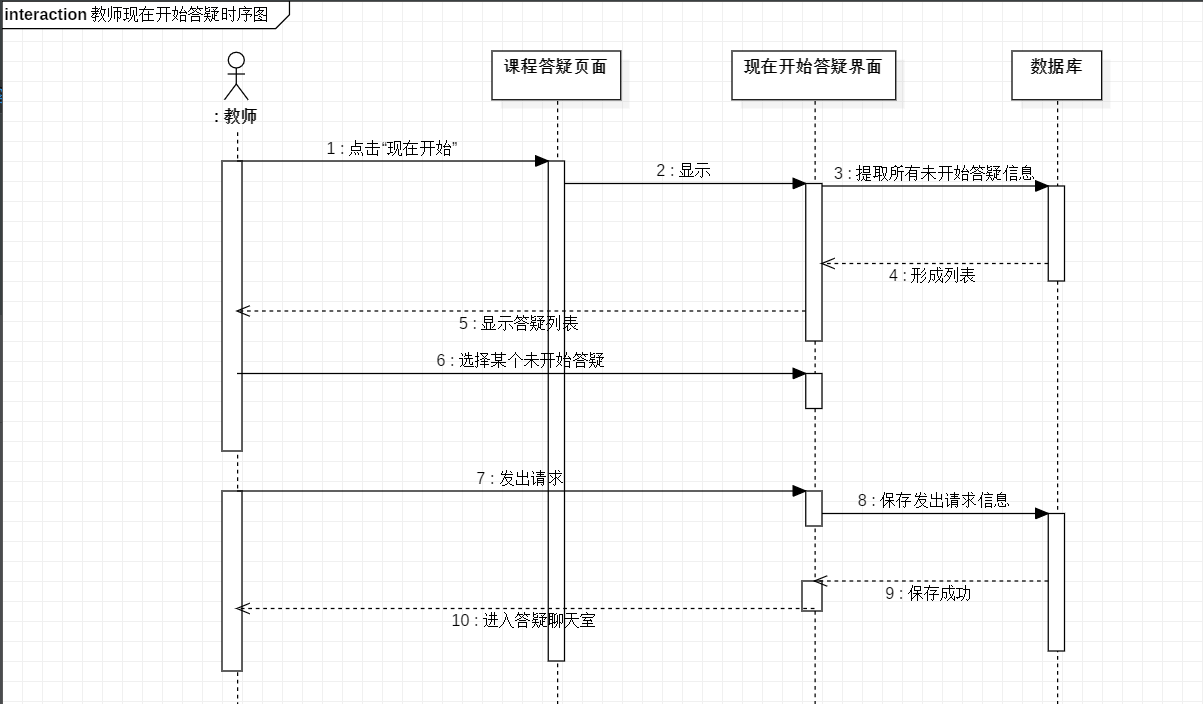 interaction 教师现在开始答疑时序图
课程答疑页面
现在开始答疑界面
数据库
: 教师
1 : 点击“现在开始”
2 : 显示
3 : 提取所有未开始答疑信息
4 : 形成列表
5 : 显示答疑列表
6 : 选择某个未开始答疑
7 : 发出请求
8 : 保存发出请求信息
9 : 保存成功
10 : 进入答疑聊天室